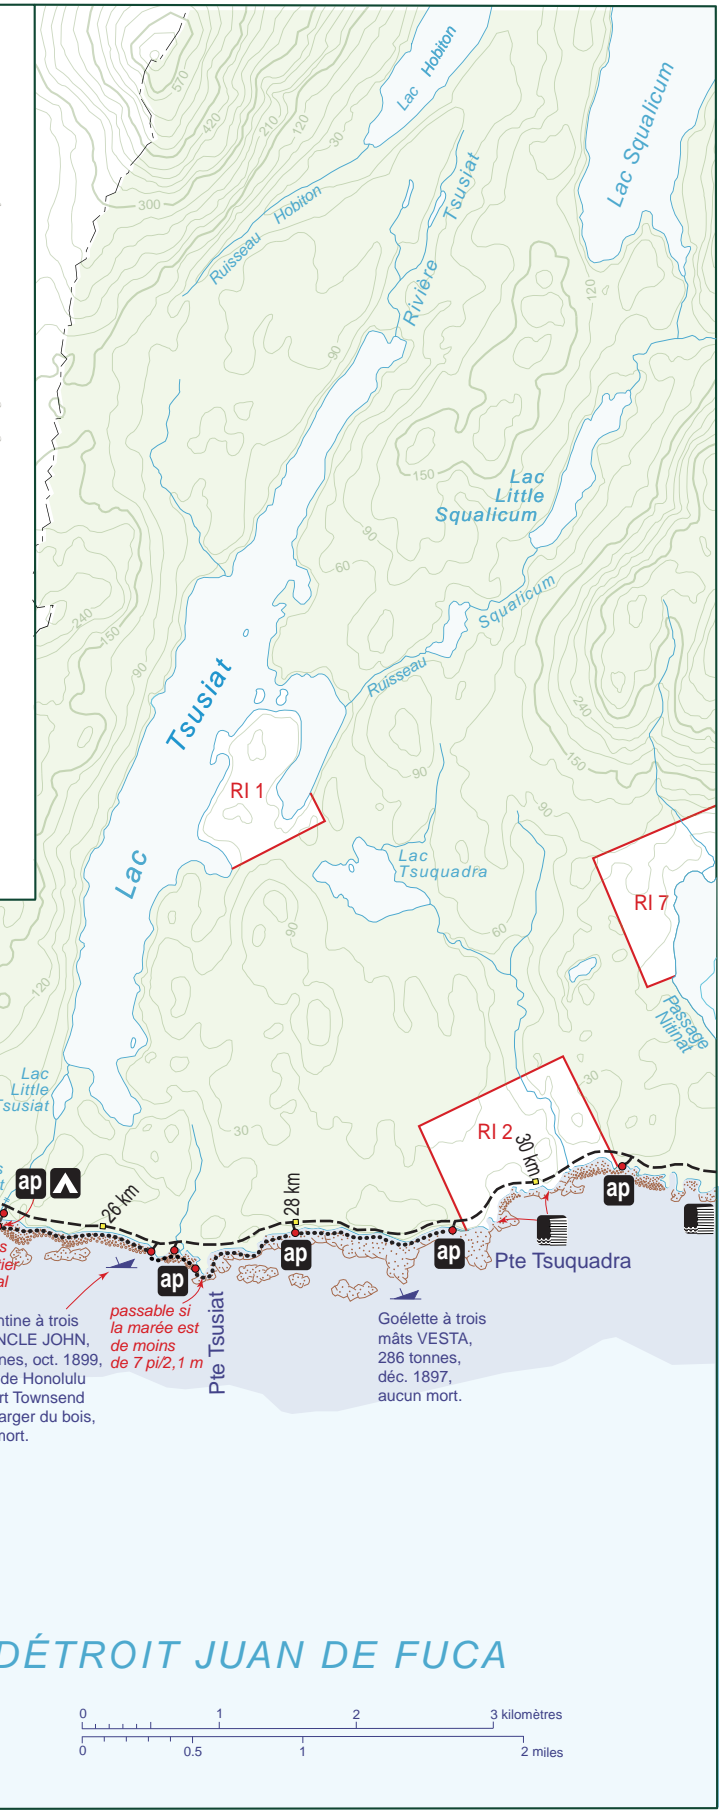 Lac Hobiton
Lac Squalicum
570
420
210
120
30
300
Ruisseau Hobiton
Rivière Tsusiat
120
90
150
Lac
Little
Squalicum
90
60
Ruisseau Squalicum
240
150
90
240
150
Lac Tsusiat
RI 1
90
90
Lac
Tsuquadra
RI 7
60
90
120
Passage
Nitinat
Lac
Little
Tsusiat
30
30
RI 2
30 km
ap
26 km
28 km
ap
ap
ap
ap
Pte Tsuquadra
Pte Tsusiat
passable si
la marée est
de moins
de 7 pi/2,1 m
ntine à trois
NCLE JOHN,
nes, oct. 1899,
de Honolulu
rt Townsend
arger du bois,
mort.
Goélette à trois
mâts VESTA,
286 tonnes,
déc. 1897,
aucun mort.
DÉTROIT JUAN DE FUCA
0 1 2 3 kilomètres
0 0.5 1 2 miles